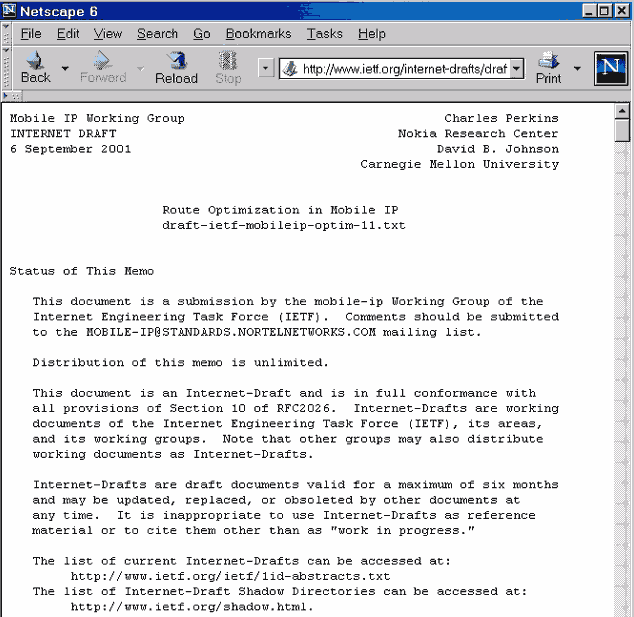 Netscape 6
File Edit View Search Go Bookmarks Tasks Help
Back Forward Reload Stop http://www.ietf.org/internet-drafts/draf Print N
Mobile IP Working Group Charles Perkins
INTERNET DRAFT Nokia Research Center
6 September 2001 David B. Johnson
Carnegie Mellon University
Route Optimization in Mobile IP
draft-ietf-mobileip-optim-11.txt
Status of This Memo
This document is a submission by the mobile-ip Working Group of the
Internet Engineering Task Force (IETF). Comments should be submitted
to the MOBILE-IP@STANDARDS.NORTELNETWORKS.COM mailing list.
Distribution of this memo is unlimited.
This document is an Internet-Draft and is in full conformance with
all provisions of Section 10 of RFC2026. Internet-Drafts are working
documents of the Internet Engineering Task Force (IETF), its areas,
and its working groups. Note that other groups may also distribute
working documents as Internet-Drafts.
Internet-Drafts are draft documents valid for a maximum of six months
and may be updated, replaced, or obsoleted by other documents at
any time. It is inappropriate to use Internet-Drafts as reference
material or to cite them other than as "work in progress."
The list of current Internet-Drafts can be accessed at:
http://www.ietf.org/ietf/1id-abstracts.txt
The list of Internet-Draft Shadow Directories can be accessed at:
http://www.ietf.org/shadow.html.